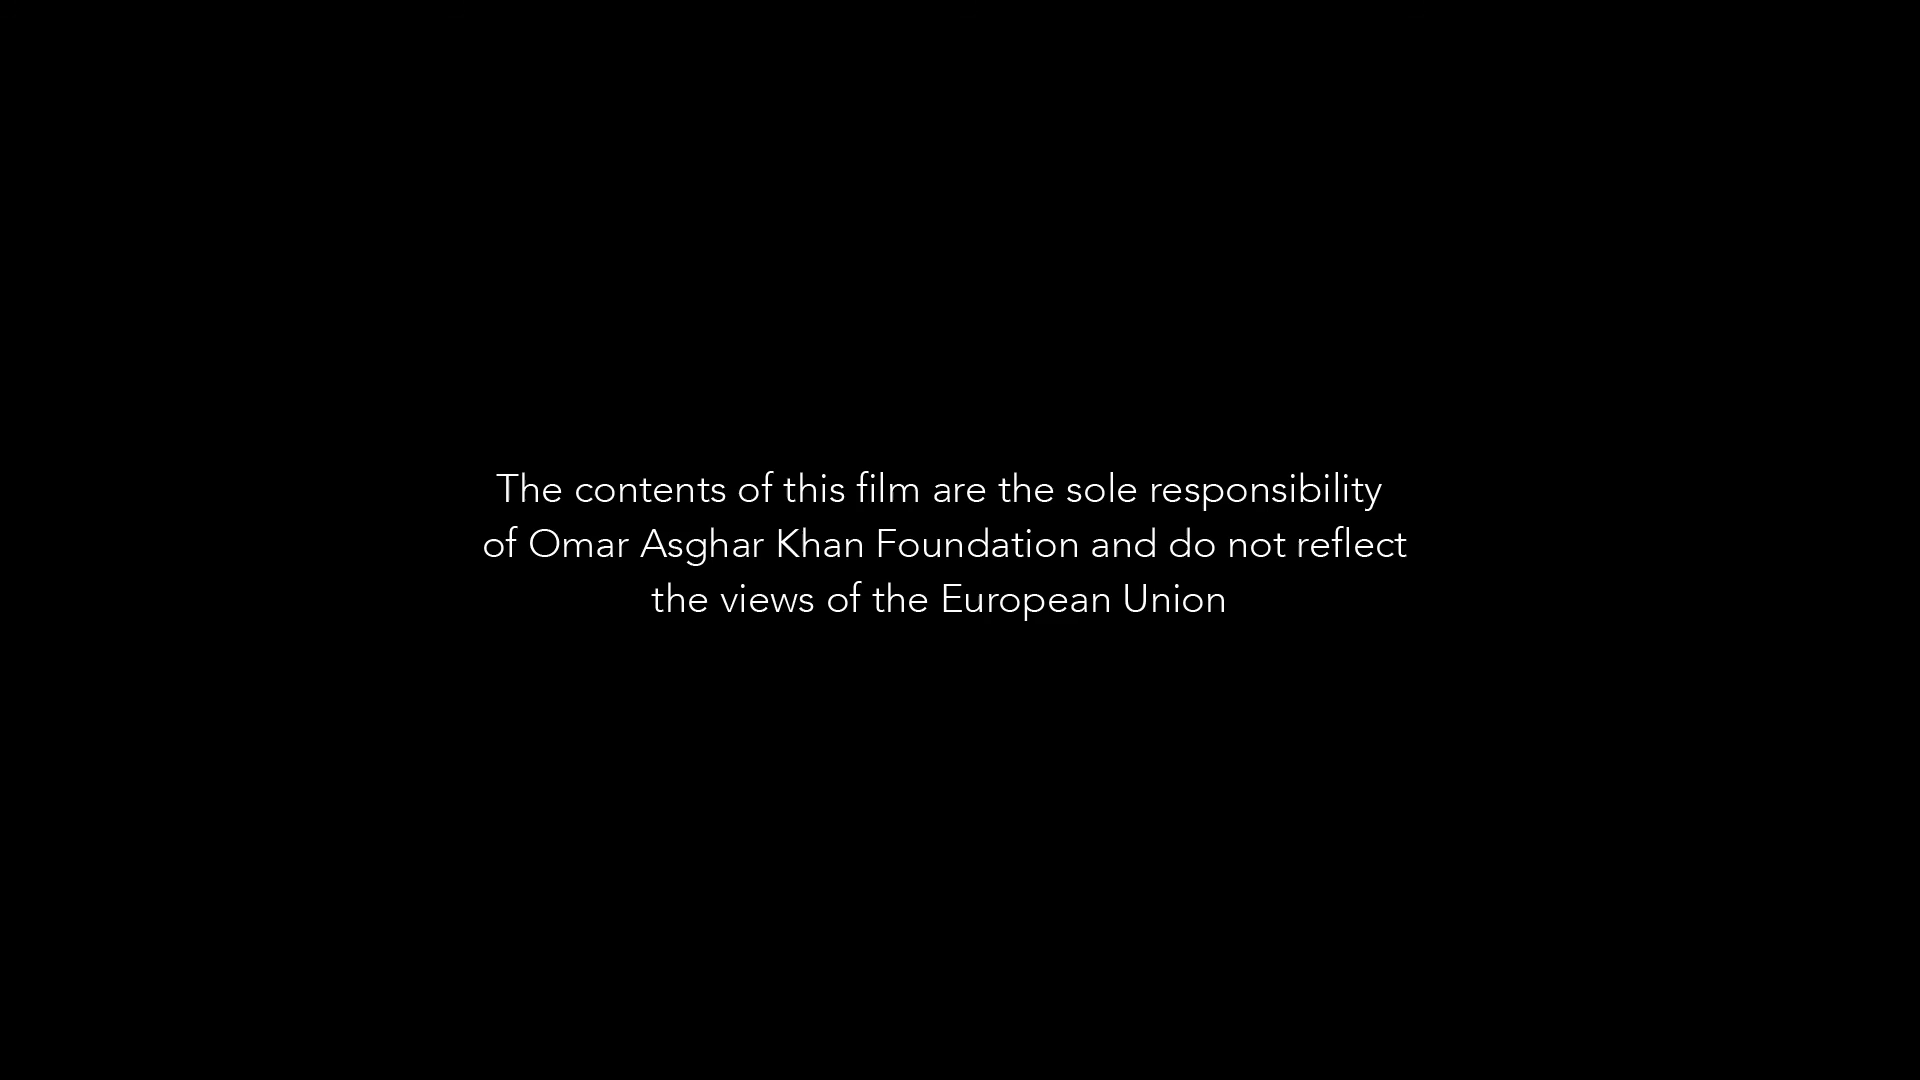 The contents of this film are the sole responsibility
of Omar Asghar Khan Foundation and do not reflect
the views of the European Union